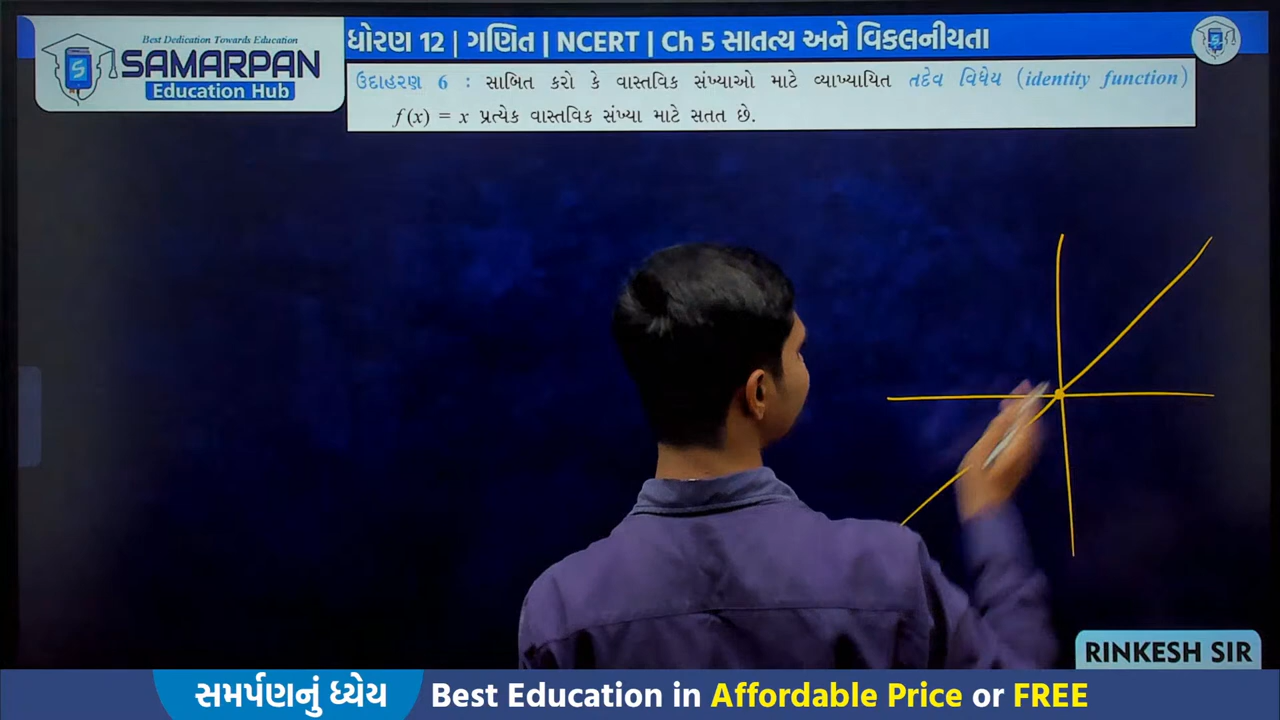 Best Dedication Towards Education
SAMARPAN
Education Hub
ધોરણ 12 | ગણિત | NCERT | Ch 5 સાતત્ય અને વિકલનીયતા
ઉદાહરણ 6 : સાબિત કરો કે વાસ્તવિક સંખ્યાઓ માટે વ્યાખ્યાયિત તદેવ વિધેય (identity function)
f (x) = x પ્રત્યેક વાસ્તવિક સંખ્યા માટે સતત છે.
RINKESH SIR
સમર્પણનું ધ્યેય Best Education in Affordable Price or FREE